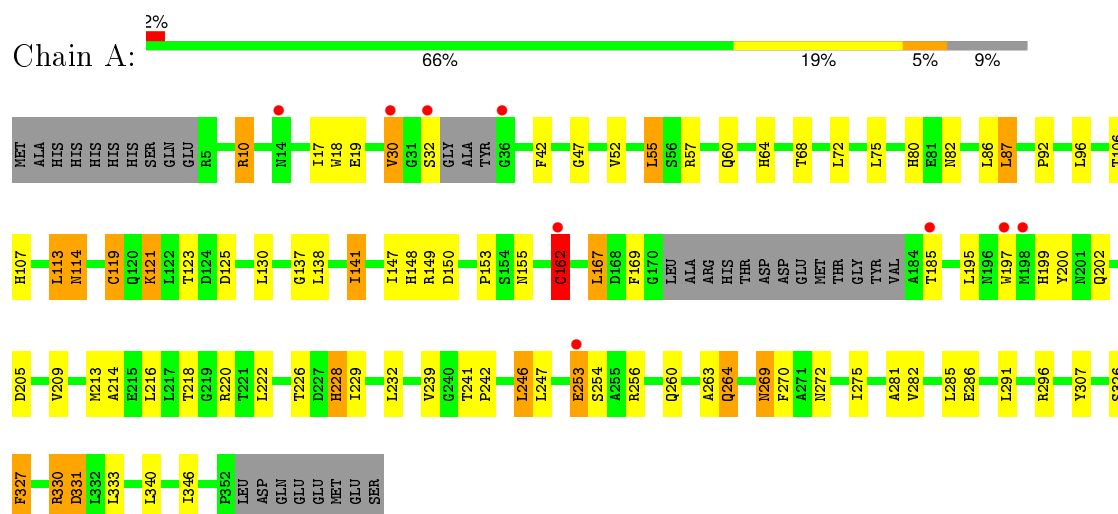 2%
Chain A:
66% 19% 5% 9%
MET ALA HIS HIS HIS HIS HIS HIS SER GLN GLU R5 R10 N14 I17 W18 E19 V30 G31 S32 GLY ALA TYR G36 F42 G47 V52 L55 S56 R57 Q60 H64 T68 L72 L75 H80 E81 N82 L86 L87 P92 L96 T106
H107 L113 N114 C119 Q120 K121 L122 T123 D124 D125 L130 G137 L138 I141 I147 H148 R149 D150 P153 S154 N155 C162 L167 D168 F169 G170 LEU ALA ARG HIS THR ASP ASP GLU MET THR GLY TYR VAL A184 T185 L195 N196 W197 M198 H199 Y200 N201 Q202
D205 V209 M213 A214 E215 L216 L217 T218 G219 R220 T221 L222 T226 D227 H228 I229 L232 V239 G240 T241 P242 L246 L247 E253 S254 A255 R256 Q260 A263 Q264 N269 F270 A271 N272 I275 A281 V282 L285 E286 L291 R296 Y307 S326
F327 R330 D331 L332 L333 L340 I346 P352 LEU ASP GLN GLU GLU MET GLU SER